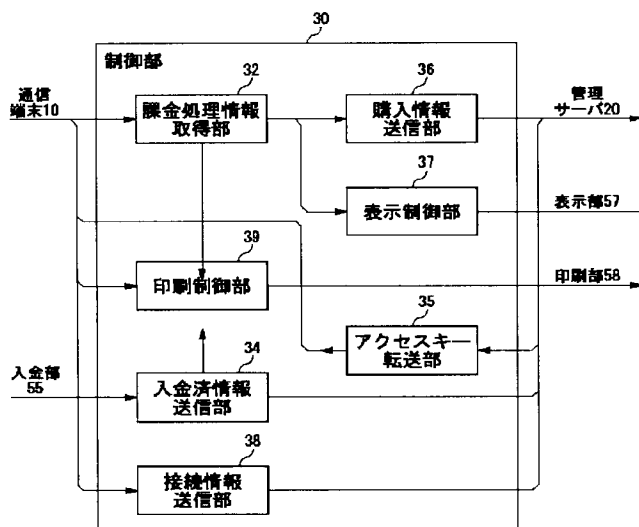 30
制御部
通信
端末10
32
課金処理情報
取得部
36
購入情報
送信部
管理
サーバ20
37
表示制御部
表示部57
39
印刷制御部
印刷部58
35
アクセスキー
転送部
入金部
55
34
入金済情報
送信部
38
接続情報
送信部